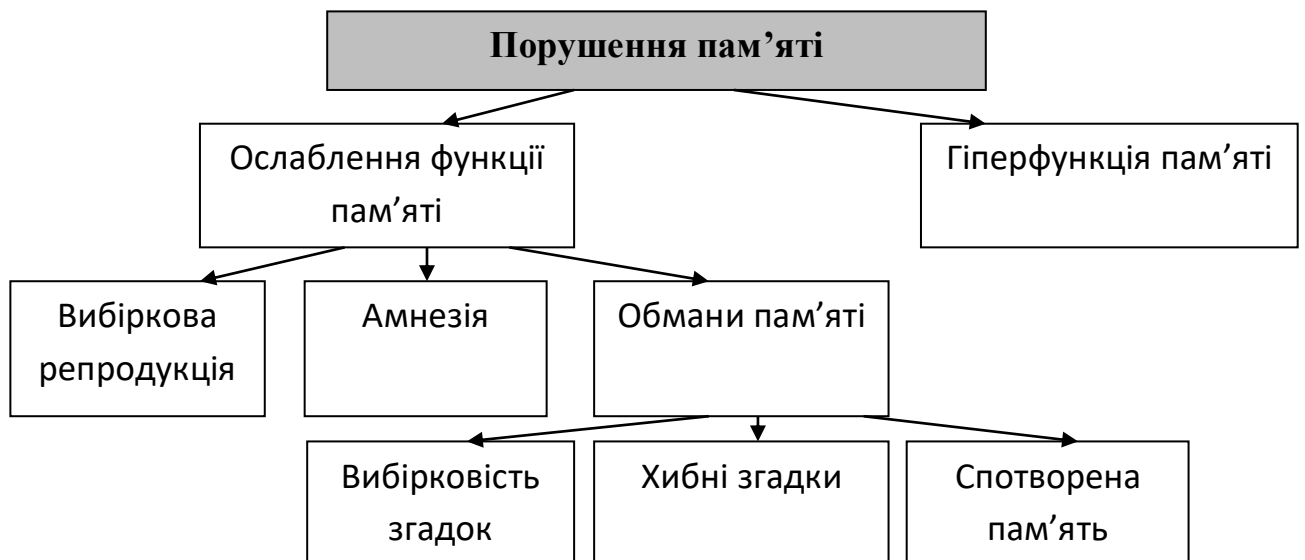 Порушення пам’яті
Ослаблення функції
пам’яті
Гіперфункція пам’яті
Вибіркова
репродукція
Амнезія
Обмани пам’яті
Вибірковість
згадок
Хибні згадки
Спотворена
пам’ять